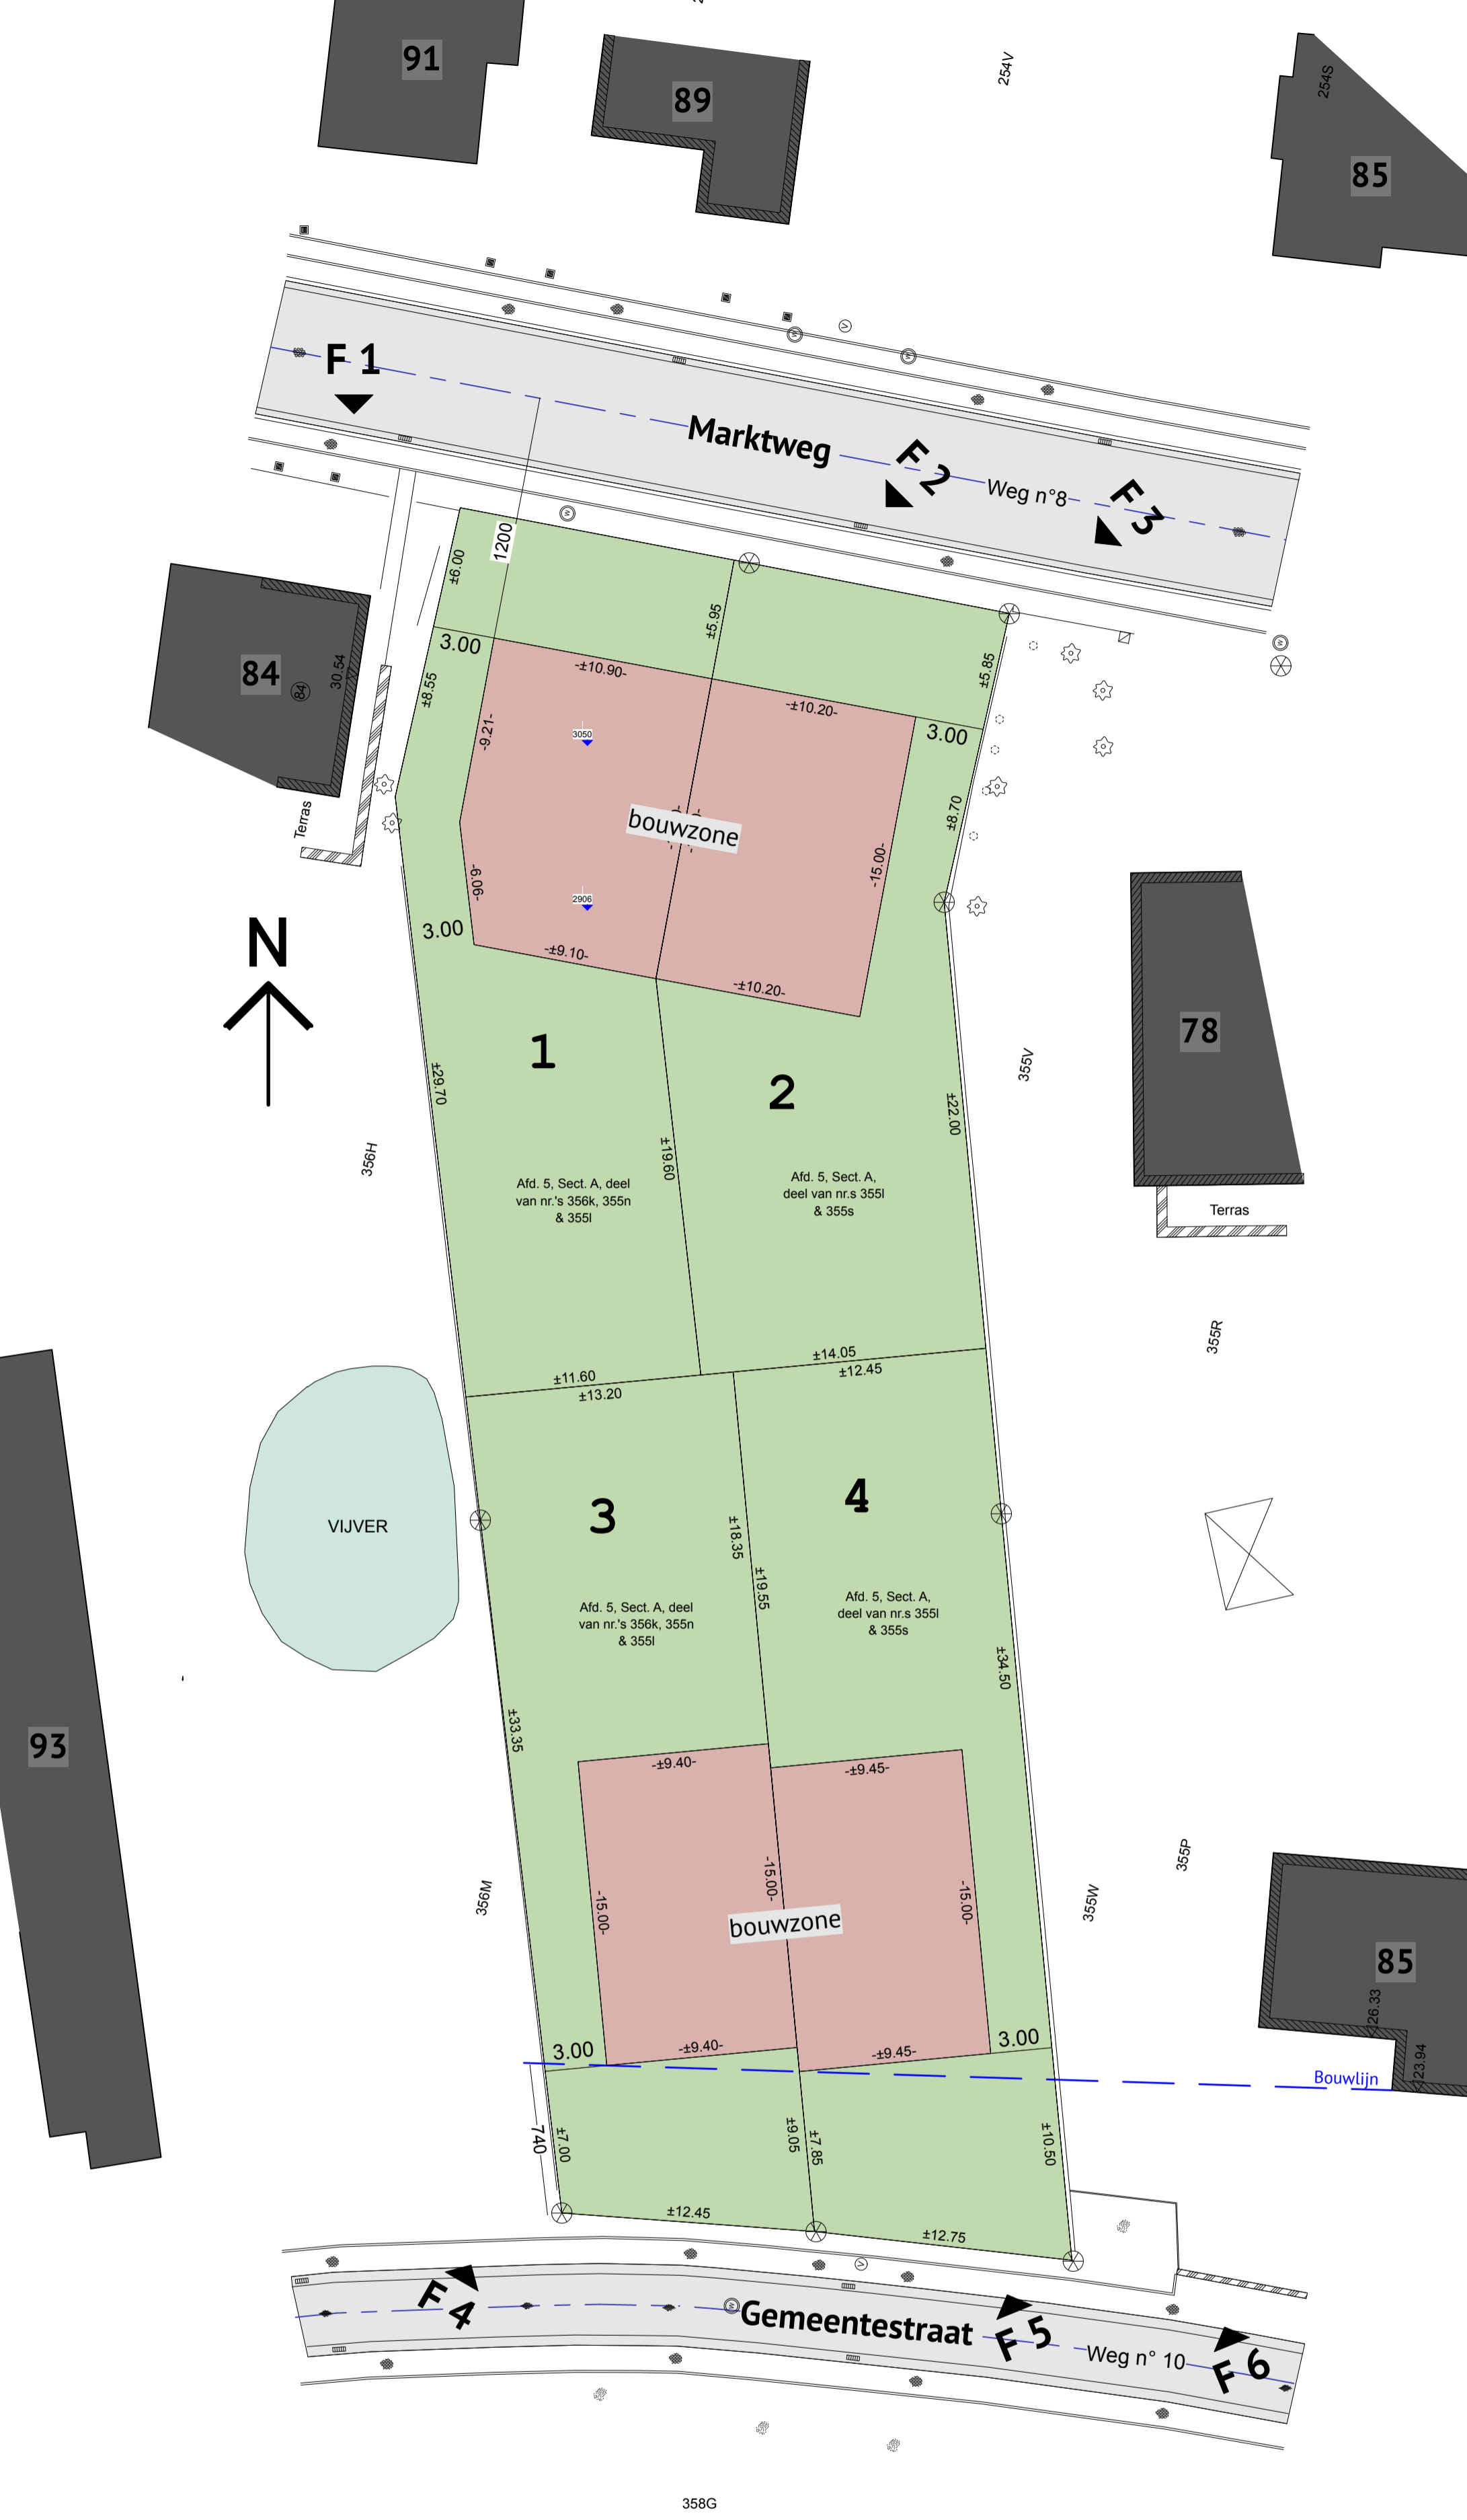 91
89
254V
254S
85
F 1
Marktweg
F 2
Weg n°8
F 3
1200
±6.00
±5.95
±5.85
84
84
30.54
Terras
3.00
±8.55
-±10.90-
-±10.20-
3.00
-9.21-
3050
±8.70
bouwzone
-15.00-
-6.06-
2906
3.00
-±9.10-
-±10.20-
N
1
2
78
355V
±29.70
±22.00
356H
±19.60
Afd. 5, Sect. A, deel
van nr.'s 356k, 355n
& 355l
Afd. 5, Sect. A,
deel van nr.s 355l
& 355s
Terras
355R
±11.60
±14.05
±13.20
±12.45
VIJVER
3
4
±18.35
±19.55
Afd. 5, Sect. A, deel
van nr.'s 356k, 355n
& 355l
Afd. 5, Sect. A,
deel van nr.s 355l
& 355s
±34.50
±33.35
93
-±9.40-
-±9.45-
356M
355P
355W
-15.00-
-15.00-
-15.00-
bouwzone
85
26.33
23.94
3.00
-±9.40-
-±9.45-
3.00
Bouwlijn
740
±7.00
±9.05
±7.85
±10.50
±12.45
±12.75
F 4
Gemeentestraat
F 5
Weg n° 10
F 6
358G